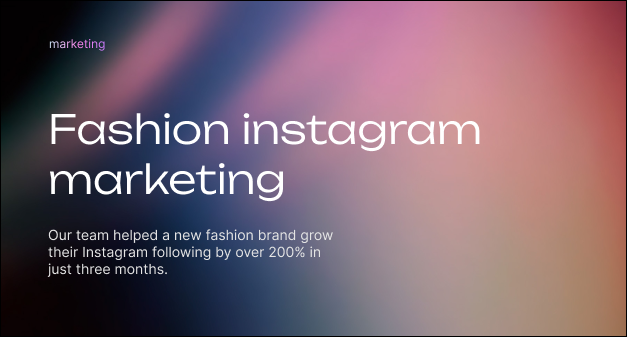 marketing
Fashion instagram
marketing
Our team helped a new fashion brand grow
their Instagram following by over 200% in
just three months.